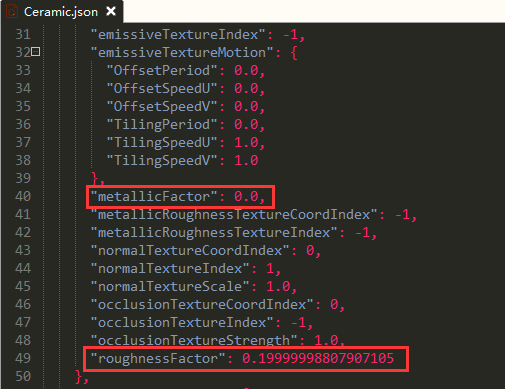 Ceramic.json ×
31 "emissiveTextureIndex": -1,
32 "emissiveTextureMotion": {
33 "OffsetPeriod": 0.0,
34 "OffsetSpeedU": 0.0,
35 "OffsetSpeedV": 0.0,
36 "TilingPeriod": 0.0,
37 "TilingSpeedU": 1.0,
38 "TilingSpeedV": 1.0
39 },
40 "metallicFactor": 0.0,
41 "metallicRoughnessTextureCoordIndex": -1,
42 "metallicRoughnessTextureIndex": -1,
43 "normalTextureCoordIndex": 0,
44 "normalTextureIndex": 1,
45 "normalTextureScale": 1.0,
46 "occlusionTextureCoordIndex": 0,
47 "occlusionTextureIndex": -1,
48 "occlusionTextureStrength": 1.0,
49 "roughnessFactor": 0.19999998807907105
50 },